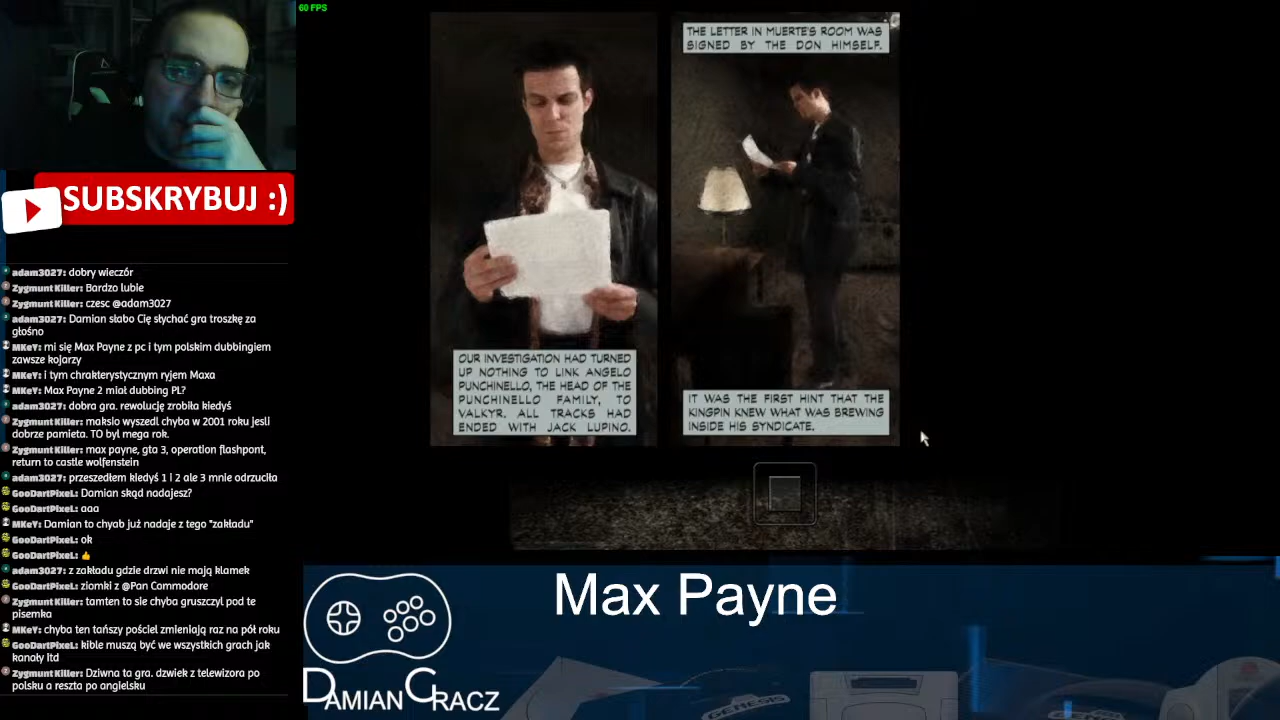 60 FPS
THE LETTER IN MUERTE'S ROOM WAS
SIGNED BY THE DON HIMSELF.
OUR INVESTIGATION HAD TURNED
UP NOTHING TO LINK ANGELO
PUNCHINELLO, THE HEAD OF THE
PUNCHINELLO FAMILY, TO
VALKYR. ALL TRACKS HAD
ENDED WITH JACK LUPINO.
IT WAS THE FIRST HINT THAT THE
KINGPIN KNEW WHAT WAS BREWING
INSIDE HIS SYNDICATE.
SUBSKRYBUJ :)
adam3027: dobry wieczór
Zygmunt Killer: Bardzo lubie
Zygmunt Killer: czesc @adam3027
adam3027: Damian słabo Cię słychać gra troszkę za
głośno
MKeY: mi się Max Payne z pc i tym polskim dubbingiem
zawsze kojarzy
MKeY: i tym chrakterystycznym ryjem Maxa
MKeY: Max Payne 2 miał dubbing PL?
adam3027: dobra gra. rewolucję zrobiła kiedyś
Zygmunt Killer: maksio wyszedl chyba w 2001 roku jesli
dobrze pamieta. TO byl mega rok.
Zygmunt Killer: max payne, gta 3, operation flashpont,
return to castle wolfenstein
adam3027: przeszedłem kiedyś 1 i 2 ale 3 mnie odrzuciła
GooDartPixeL: Damian skąd nadajesz?
GooDartPixeL: aaa
MKeY: Damian to chyab już nadaje z tego "zakładu"
GooDartPixeL: ok
GooDartPixeL: 👍
adam3027: z zakładu gdzie drzwi nie mają klamek
GooDartPixeL: ziomki z @Pan Commodore
Zygmunt Killer: tamten to sie chyba gruszczyl pod te
pisemka
MKeY: chyba ten tańszy pościel zmieniają raz na pół roku
GooDartPixeL: kible muszą być we wszystkich grach jak
kanały ltd
Zygmunt Killer: Dziwna ta gra. dzwiek z telewizora po
polsku a reszta po angielsku
Max Payne
DAMIAN GRACZ
GENESIS